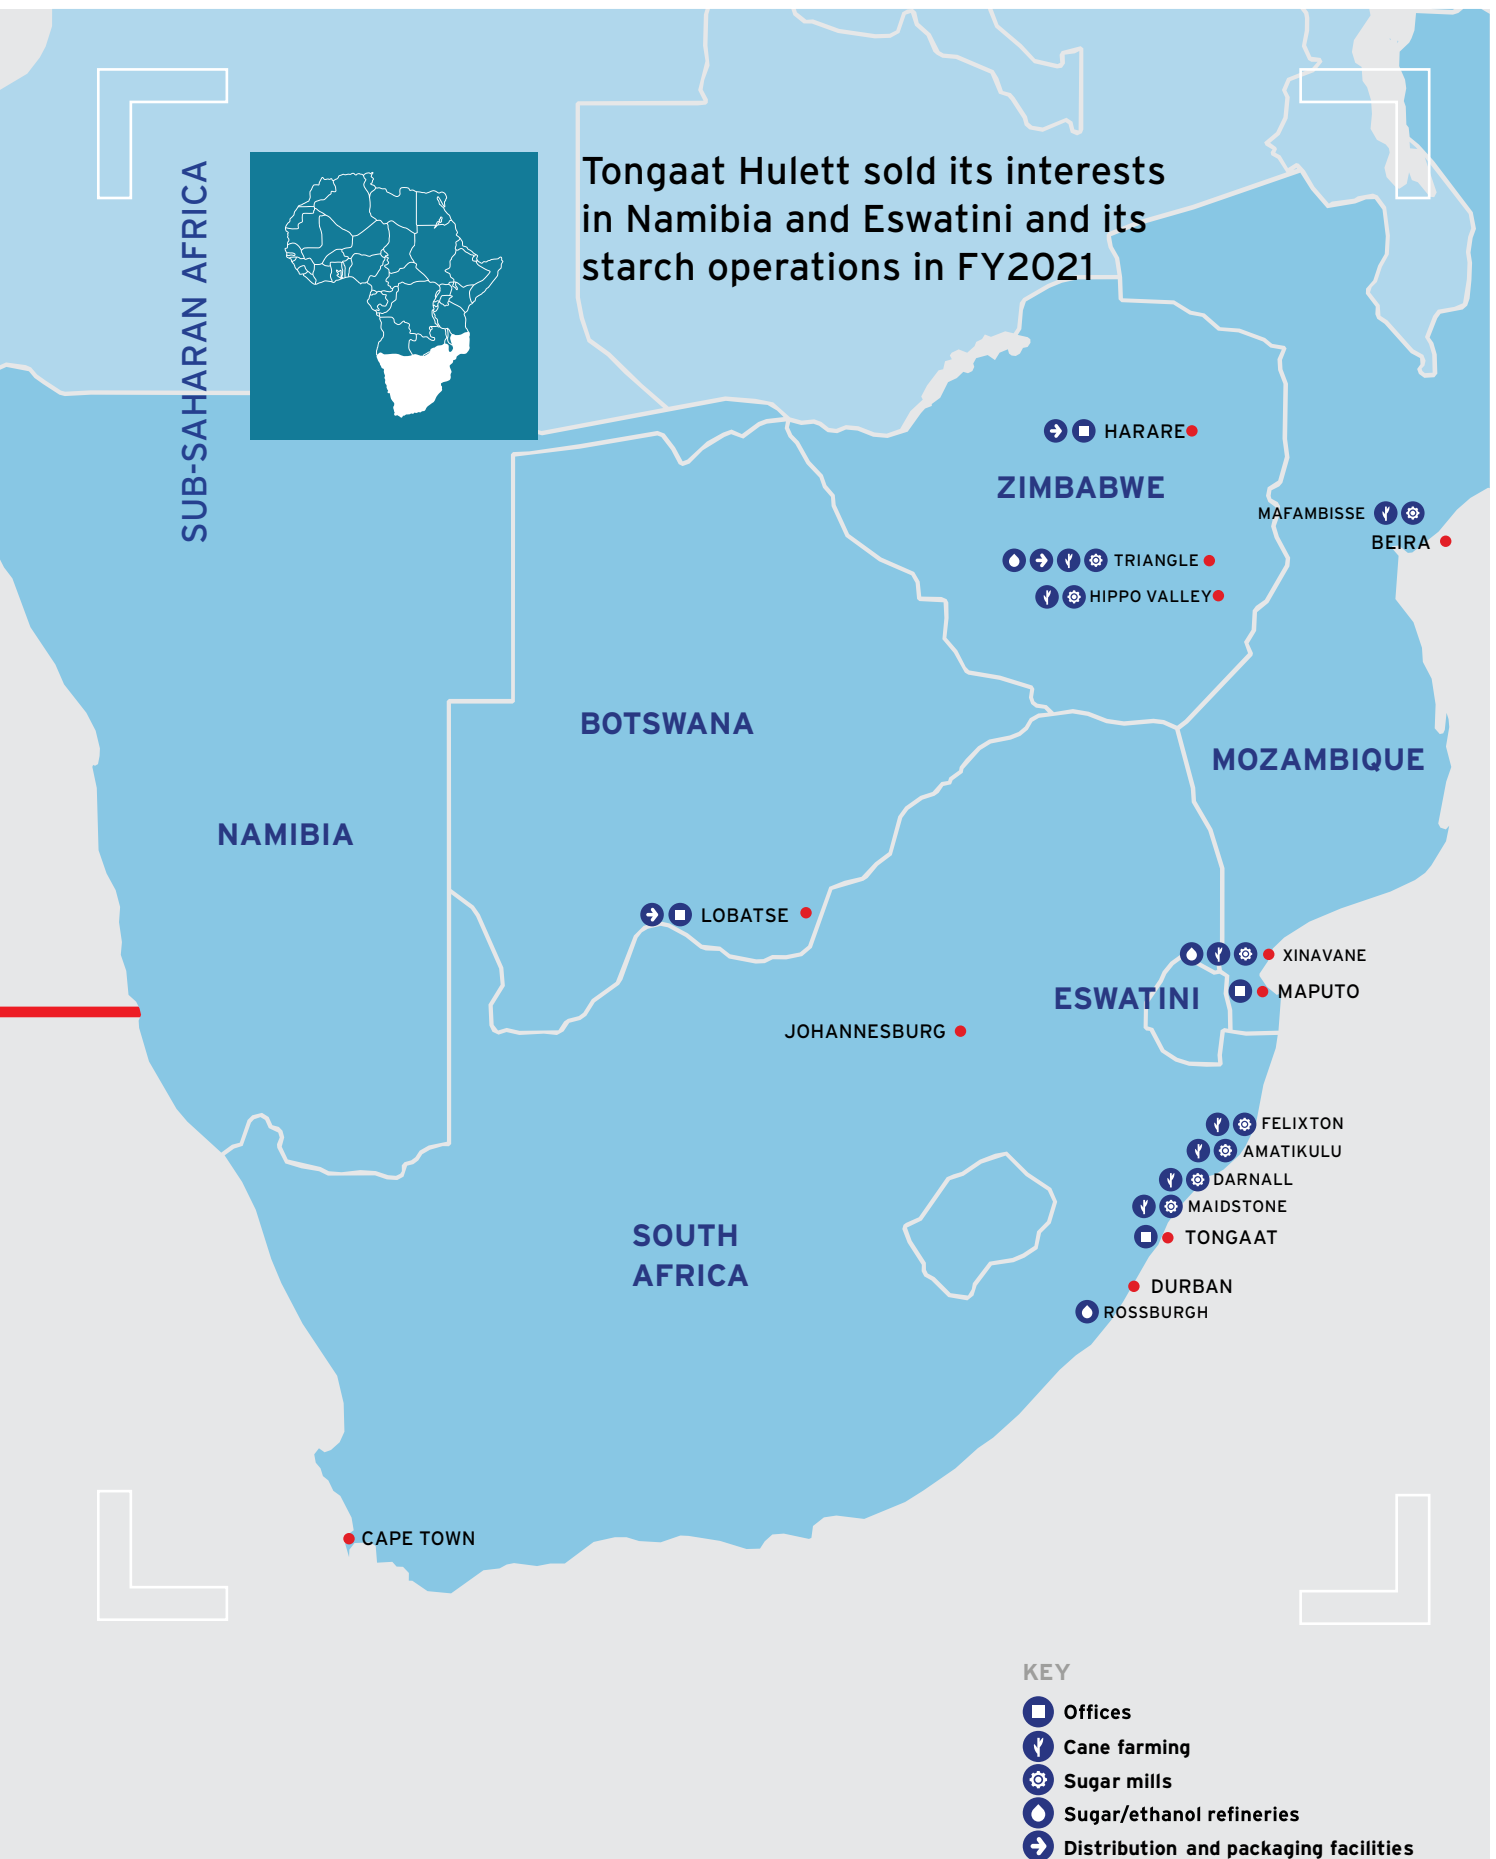 SUB-SAHARAN AFRICA
Tongaat Hulett sold its interests
in Namibia and Eswatini and its
starch operations in FY2021
HARARE
ZIMBABWE
MAFAMBISSE
BEIRA
TRIANGLE
HIPPO VALLEY
BOTSWANA
MOZAMBIQUE
NAMIBIA
LOBATSE
XINAVANE
ESWATINI
MAPUTO
JOHANNESBURG
FELIXTON
AMATIKULU
DARNALL
MAIDSTONE
SOUTH
AFRICA
TONGAAT
DURBAN
ROSSBURGH
CAPE TOWN
KEY
Offices
Cane farming
Sugar mills
Sugar/ethanol refineries
Distribution and packaging facilities